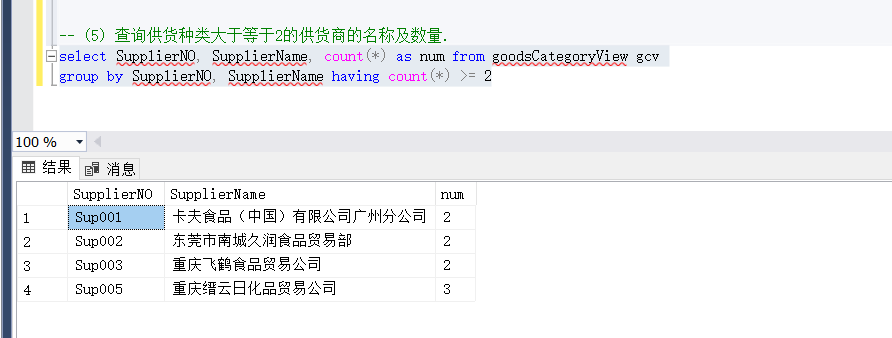 -- (5) 查询供货种类大于等于2的供货商的名称及数量.
select SupplierNO, SupplierName, count(*) as num from goodsCategoryView gcv
group by SupplierNO, SupplierName having count(*) >= 2
100 %
结果 消息
SupplierNO SupplierName num
1 Sup001 卡夫食品（中国）有限公司广州分公司 2
2 Sup002 东莞市南城久润食品贸易部 2
3 Sup003 重庆飞鹤食品贸易公司 2
4 Sup005 重庆缙云日化品贸易公司 3